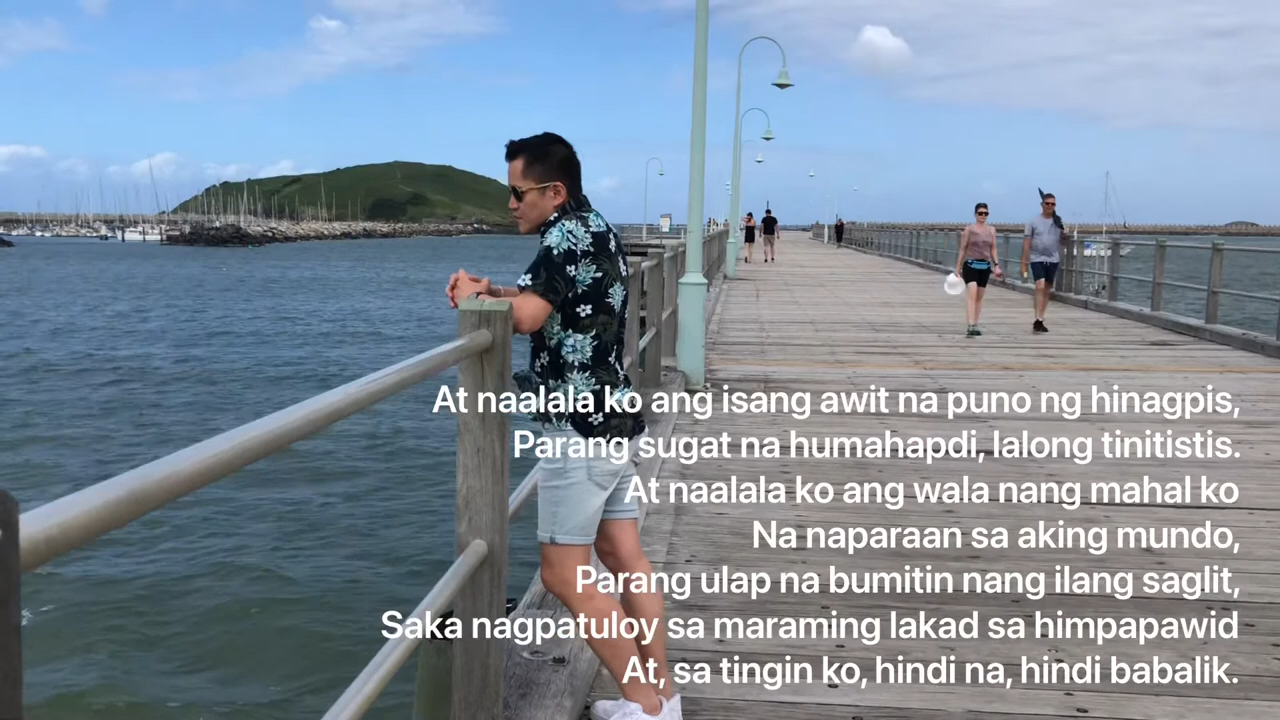 At naalala ko ang isang awit na puno ng hinagpis,
Parang sugat na humahapdi, lalong tinitistis.
At naalala ko ang wala nang mahal ko
Na naparaan sa aking mundo,
Parang ulap na bumitin nang ilang saglit,
Saka nagpatuloy sa maraming lakad sa himpapawid
At, sa tingin ko, hindi na, hindi babalik.